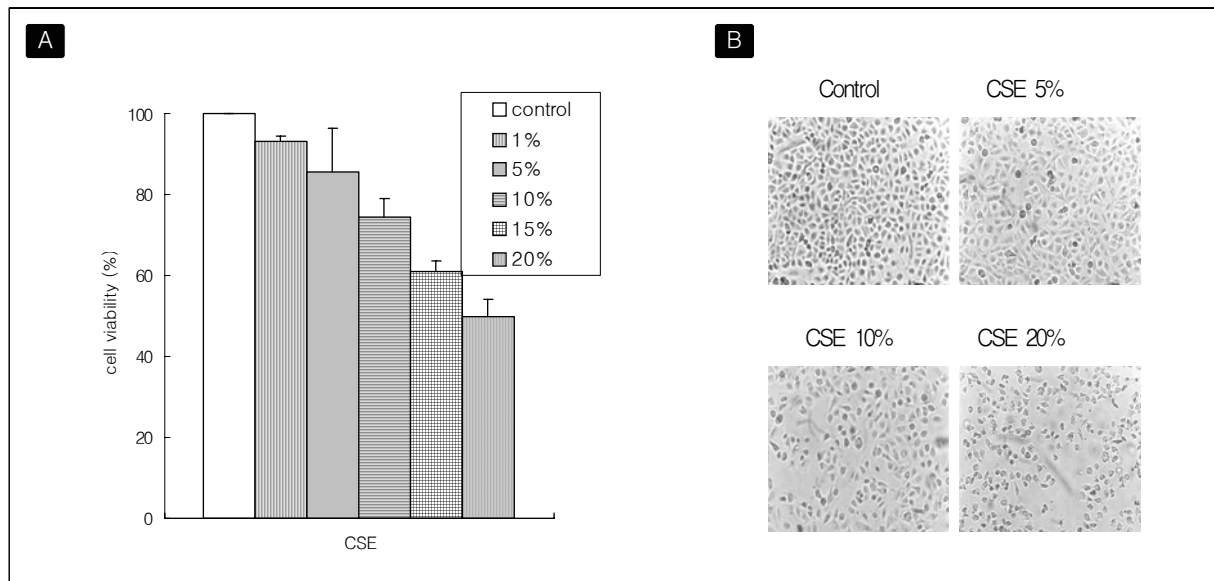 A
cell viability (%)
100
80
60
40
20
0
CSE
control
1%
5%
10%
15%
20%
B
Control
CSE 5%
CSE 10%
CSE 20%